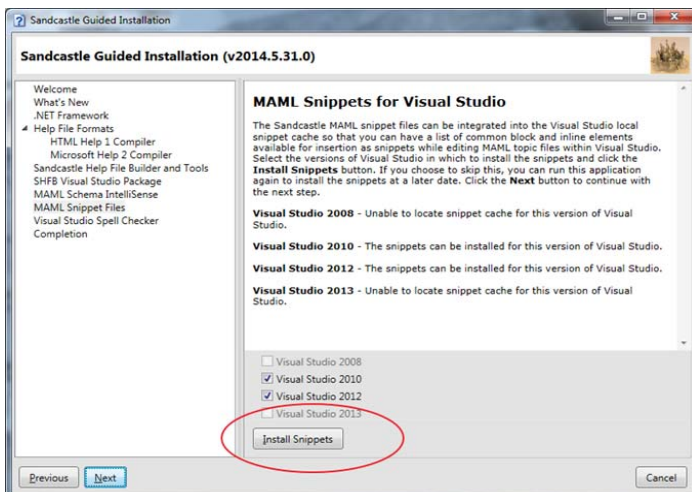 Sandcastle Guided Installation
Sandcastle Guided Installation (v2014.5.31.0)
Welcome
What's New
.NET Framework
Help File Formats
HTML Help 1 Compiler
Microsoft Help 2 Compiler
Sandcastle Help File Builder and Tools
SHFB Visual Studio Package
MAML Schema IntelliSense
MAML Snippet Files
Visual Studio Spell Checker
Completion
MAML Snippets for Visual Studio
The Sandcastle MAML snippet files can be integrated into the Visual Studio local
snippet cache so that you can have a list of common block and inline elements
available for insertion as snippets while editing MAML topic files within Visual Studio.
Select the versions of Visual Studio in which to install the snippets and click the
Install Snippets button. If you choose to skip this, you can run this application
again to install the snippets at a later date. Click the Next button to continue with
the next step.
Visual Studio 2008 - Unable to locate snippet cache for this version of Visual
Studio.
Visual Studio 2010 - The snippets can be installed for this version of Visual Studio.
Visual Studio 2012 - The snippets can be installed for this version of Visual Studio.
Visual Studio 2013 - Unable to locate snippet cache for this version of Visual
Studio.
Visual Studio 2008
Visual Studio 2010
Visual Studio 2012
Visual Studio 2013
Install Snippets
Previous
Next
Cancel